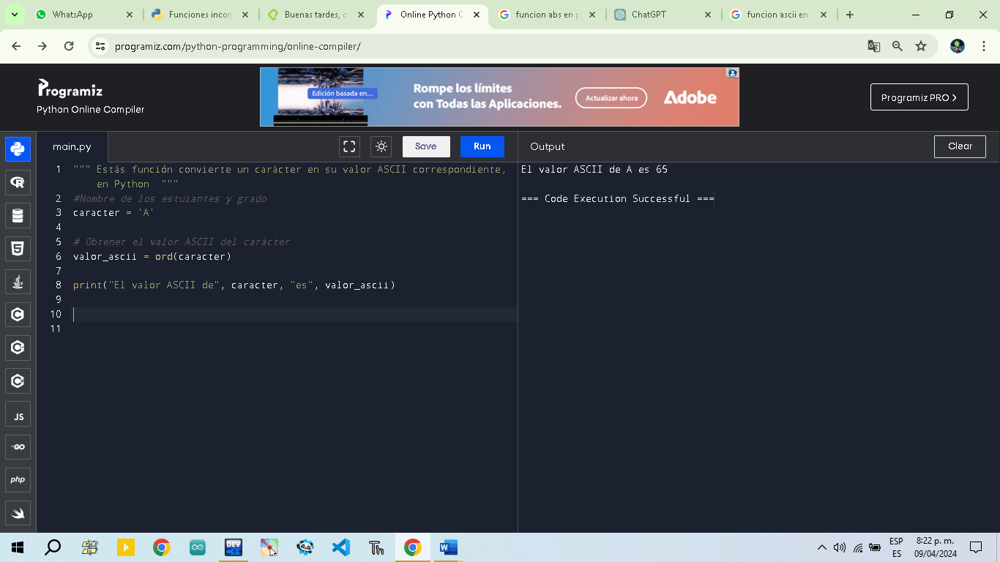 WhatsApp
Funciones incor
Buenas tardes, c
Online Python C
funcion abs en p
ChatGPT
funcion ascii en
programiz.com/python-programming/online-compiler/
Programiz
Python Online Compiler
Edición basada en...
Rompe los límites
con Todas las Aplicaciones.
Actualizar ahora
Adobe
Programiz PRO
main.py
Save
Run
Output
Clear
1 """ Estás función convierte un carácter en su valor ASCII correspondiente,
en Python """
2 #Nombre de los estuiantes y grado
3 caracter = 'A'
4
5 # Obtener el valor ASCII del carácter
6 valor_ascii = ord(caracter)
7
8 print("El valor ASCII de", caracter, "es", valor_ascii)
9
10
11
El valor ASCII de A es 65
=== Code Execution Successful ===
JS
GO
php
DEV
C++
Th
W
ESP
ES
8:22 p. m.
09/04/2024